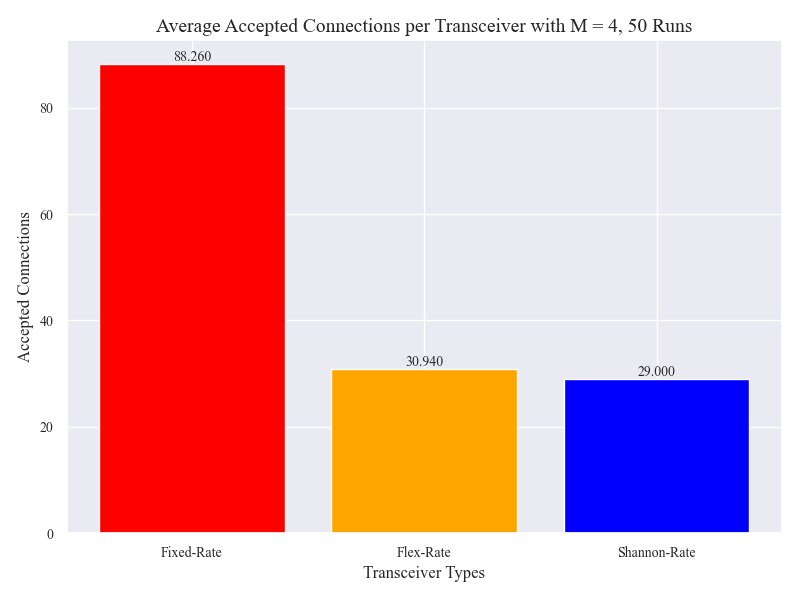 Average Accepted Connections per Transceiver with M = 4, 50 Runs
88.260
30.940
29.000
80
60
40
20
0
Accepted Connections
Fixed-Rate
Flex-Rate
Shannon-Rate
Transceiver Types